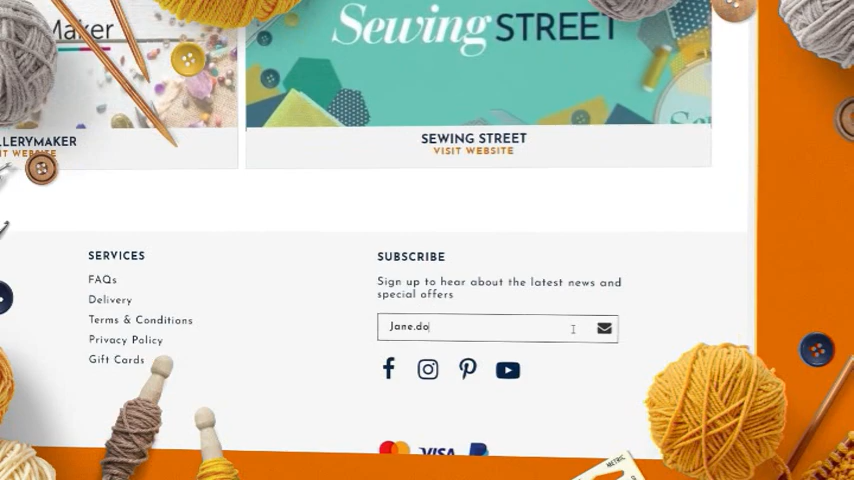 Maker
Sewing STREET
LLERYMAKER
SEWING STREET
VISIT WEBSITE
SERVICES
SUBSCRIBE
FAQs
Sign up to hear about the latest news and
special offers
Delivery
Terms & Conditions
Jane.do
Privacy Policy
Gift Cards
VISA
METRIC